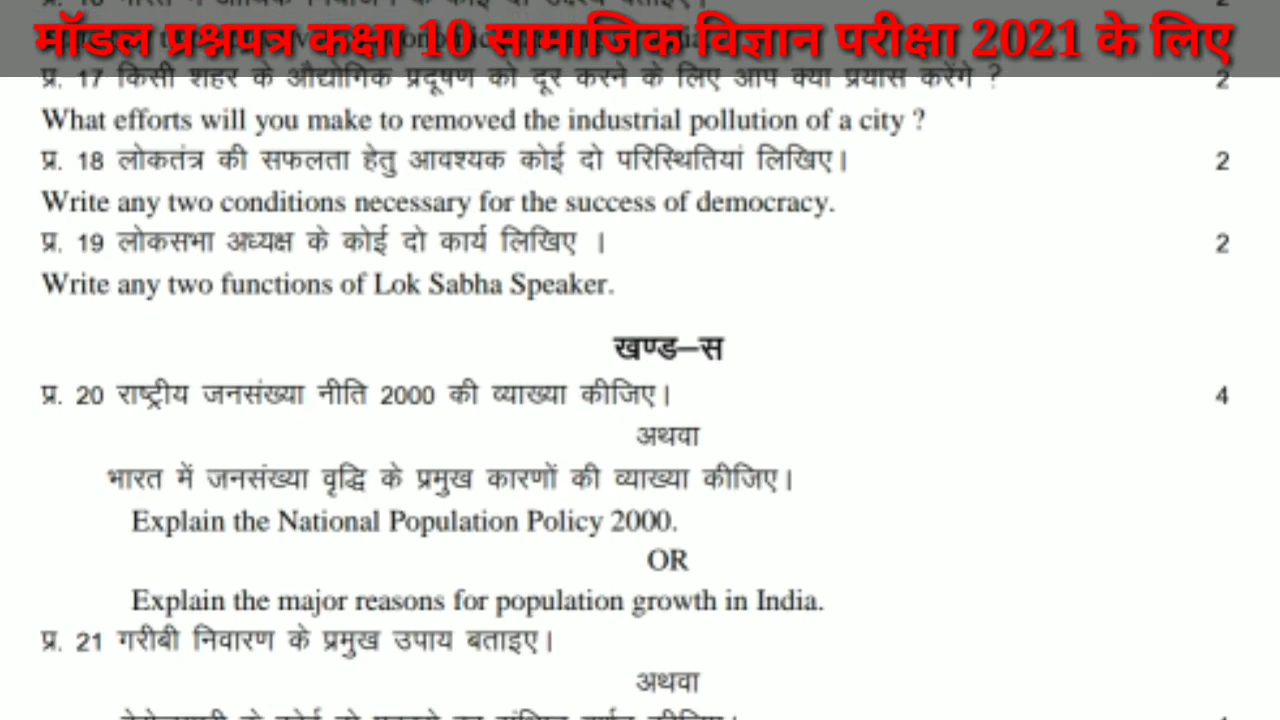 मॉडल प्रश्नपत्र कक्षा 10 सामाजिक विज्ञान परीक्षा 2021 के लिए
प्र. 17 किसी शहर के औद्योगिक प्रदूषण को दूर करने के लिए आप क्या प्रयास करेंगे ? 2
What efforts will you make to removed the industrial pollution of a city ?
प्र. 18 लोकतंत्र की सफलता हेतु आवश्यक कोई दो परिस्थितियां लिखिए। 2
Write any two conditions necessary for the success of democracy.
प्र. 19 लोकसभा अध्यक्ष के कोई दो कार्य लिखिए । 2
Write any two functions of Lok Sabha Speaker.
खण्ड–स
प्र. 20 राष्ट्रीय जनसंख्या नीति 2000 की व्याख्या कीजिए। 4
अथवा
भारत में जनसंख्या वृद्धि के प्रमुख कारणों की व्याख्या कीजिए।
Explain the National Population Policy 2000.
OR
Explain the major reasons for population growth in India.
प्र. 21 गरीबी निवारण के प्रमुख उपाय बताइए।
अथवा